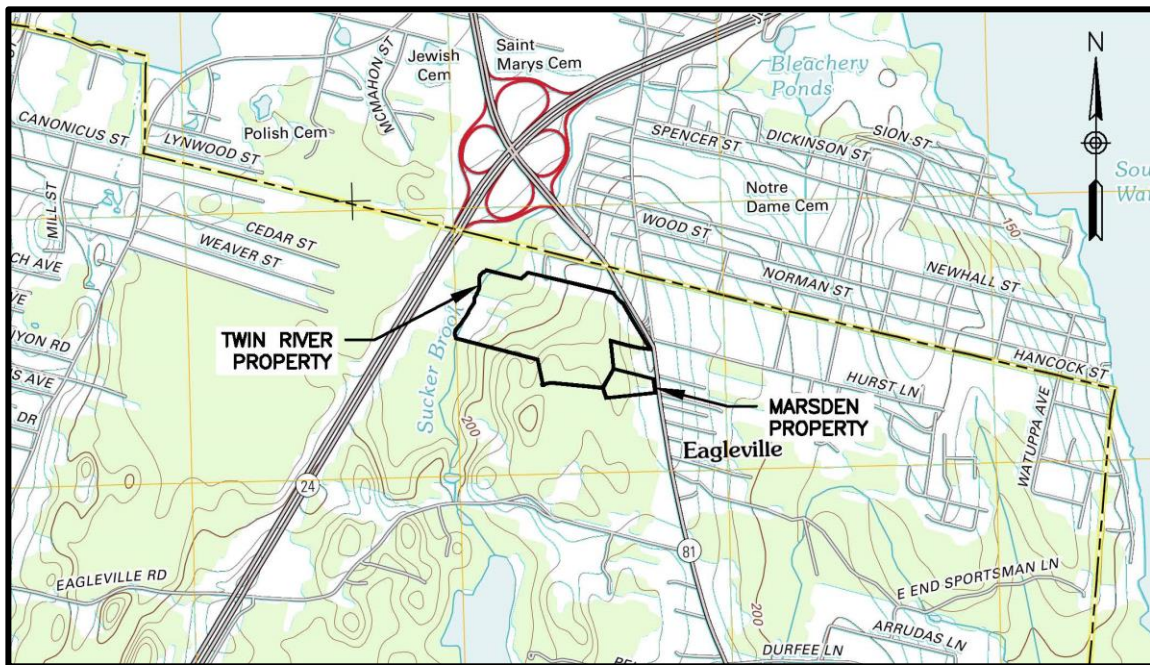 Jewish
Cem
Saint
Marys Cem
MCMAHON ST
Bleachery
Ponds
N
CANONICUS ST
LYNWOOD ST
Polish Cem
SPENCER ST
DICKINSON ST
SION ST
Notre
Dame Cem
MILL ST
CEDAR ST
WEAVER ST
WOOD ST
150
NEWHALL ST
NORMAN ST
TWIN RIVER
PROPERTY
Sucker Brook
HANCOCK ST
HURST LN
DR
200
MARSDEN
PROPERTY
WATUPPA AVE
Eagleville
24
81
EAGLEVILLE RD
E END SPORTSMAN LN
200
ARRUDAS LN
DURFEE LN